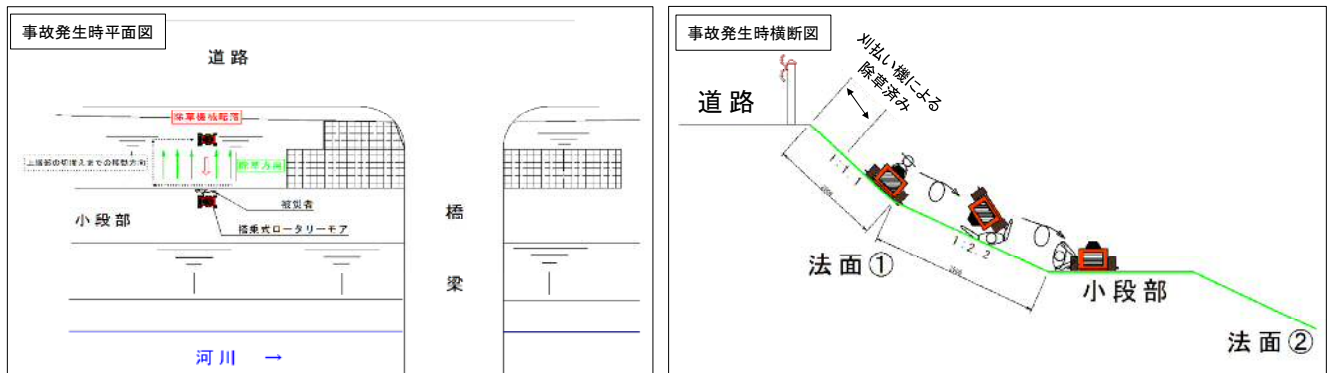 事故発生時平面図
道路
除草機械転落
上端部の切揃えまでの移動方向
除草方向
被災者
搭乗式ロータリーモア
小段部
橋
梁
河川 →
事故発生時横断図
刈払い機による
除草済み
道路
1:1.1
1:2.2
法面①
小段部
法面②